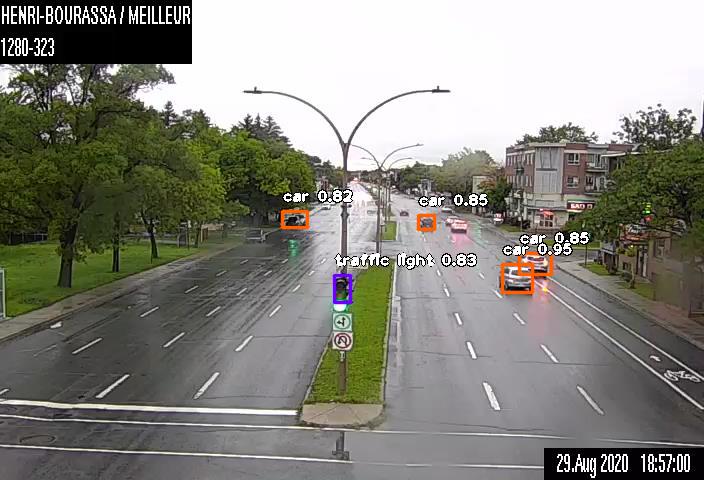 HENRI-BOURASSA / MEILLEUR
1280-323
car 0.82
car 0.85
car 0.85
car 0.95
traffic light 0.83
29.Aug 2020 18:57:00